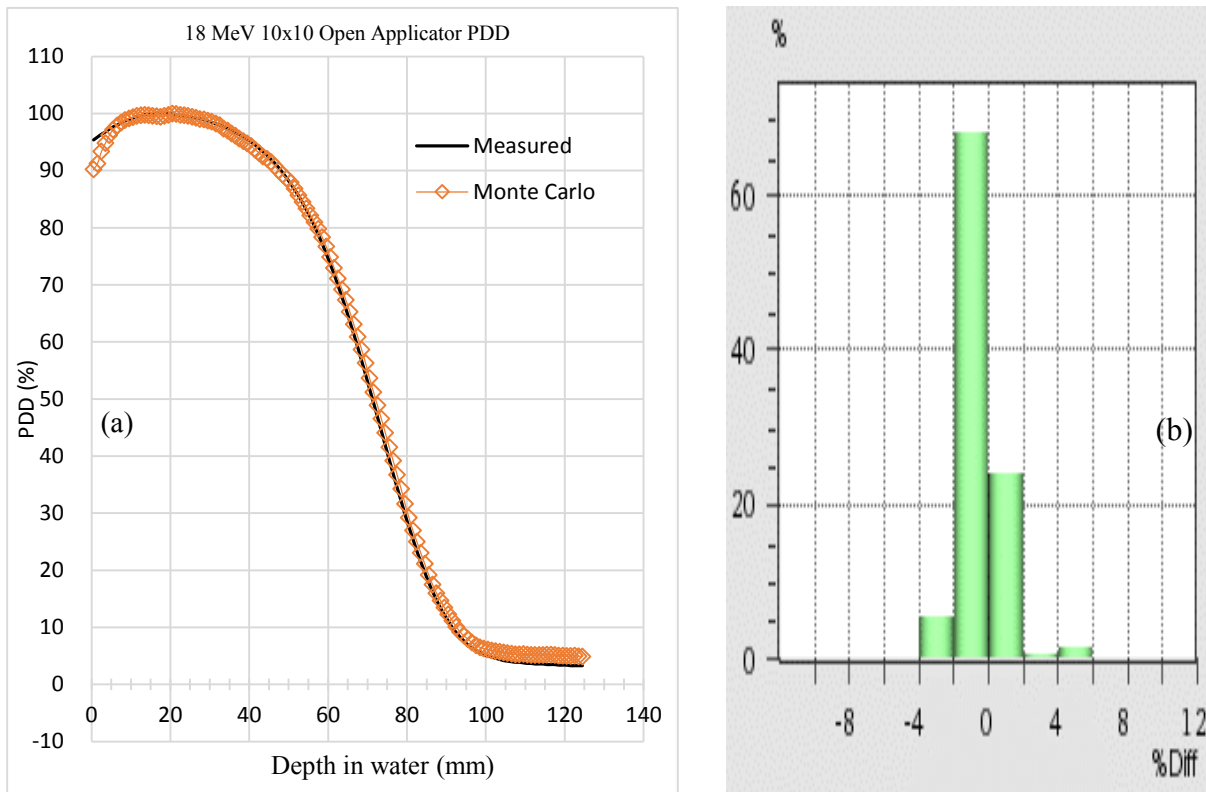 18 MeV 10x10 Open Applicator PDD
110
100
90
80
70
60
50
40
30
20
10
0
-10
PDD (%)
Measured
Monte Carlo
(a)
0 20 40 60 80 100 120 140
Depth in water (mm)
%
60
40
20
0
(b)
-8 -4 0 4 8 12
%Diff